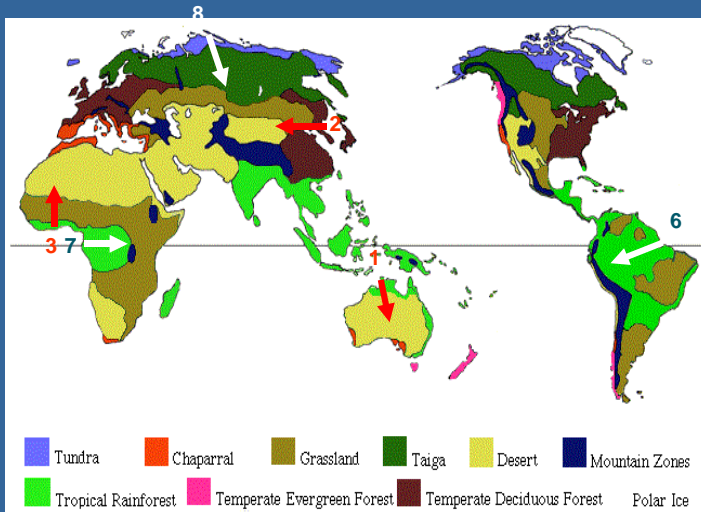 8
2
3 7
1
6
Tundra Chaparral Grassland Taiga Desert Mountain Zones
Tropical Rainforest Temperate Evergreen Forest Temperate Deciduous Forest Polar Ice